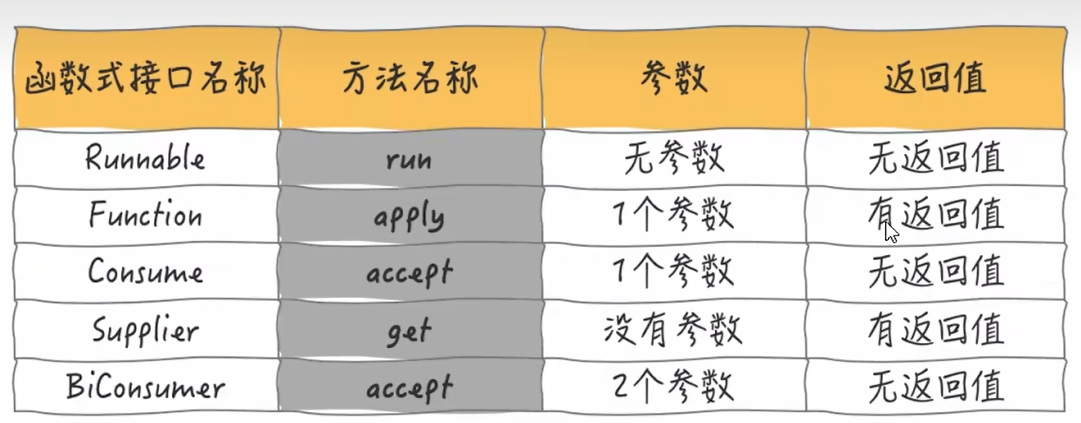 函数式接口名称 方法名称 参数 返回值
Runnable run 无参数 无返回值
Function apply 1个参数 有返回值
Consume accept 1个参数 无返回值
Supplier get 没有参数 有返回值
BiConsumer accept 2个参数 无返回值